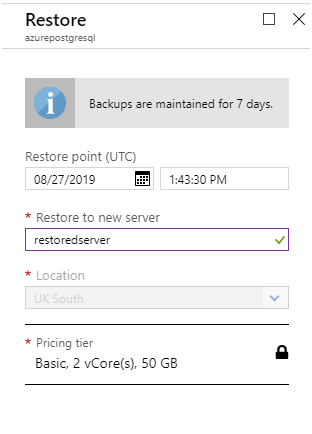 Restore
azurepostgresql
Backups are maintained for 7 days.
Restore point (UTC)
08/27/2019 1:43:30 PM
* Restore to new server
restoredserver
* Location
UK South
* Pricing tier
Basic, 2 vCore(s), 50 GB